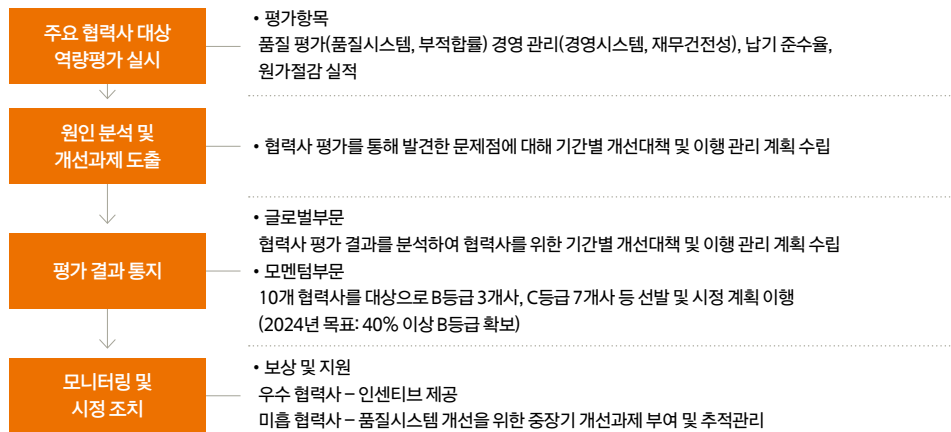 주요 협력사 대상
역량평가 실시
• 평가항목
품질 평가(품질시스템, 부적합률) 경영 관리(경영시스템, 재무건전성), 납기 준수율,
원가절감 실적
원인 분석 및
개선과제 도출
• 협력사 평가를 통해 발견한 문제점에 대해 기간별 개선대책 및 이행 관리 계획 수립
평가 결과 통지
• 글로벌부문
협력사 평가 결과를 분석하여 협력사를 위한 기간별 개선대책 및 이행 관리 계획 수립
• 모멘텀부문
10개 협력사를 대상으로 B등급 3개사, C등급 7개사 등 선발 및 시정 계획 이행
(2024년 목표: 40% 이상 B등급 확보)
모니터링 및
시정 조치
• 보상 및 지원
우수 협력사 – 인센티브 제공
미흡 협력사 – 품질시스템 개선을 위한 중장기 개선과제 부여 및 추적관리